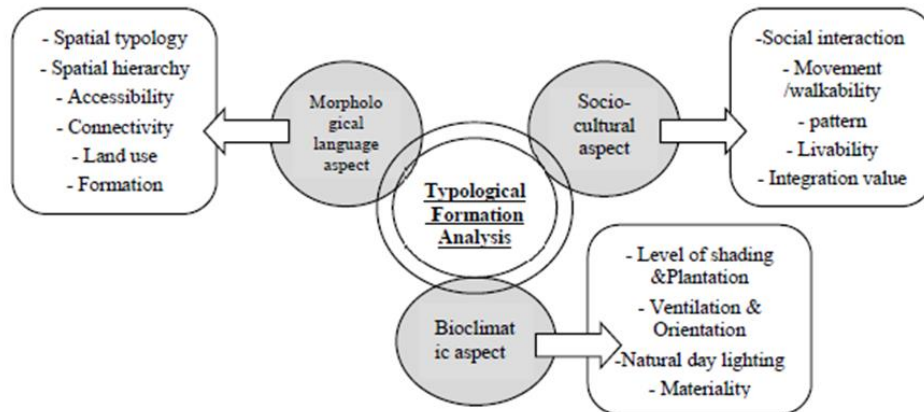 - Spatial typology
- Spatial hierarchy
- Accessibility
- Connectivity
- Land use
- Formation
Morpholo
gical
language
aspect
Typological
Formation
Analysis
Socio-
cultural
aspect
-Social interaction
- Movement
/walkability
- pattern
- Livability
- Integration value
Bioclimat
ic aspect
- Level of shading
&Plantation
- Ventilation &
Orientation
-Natural day lighting
- Materiality